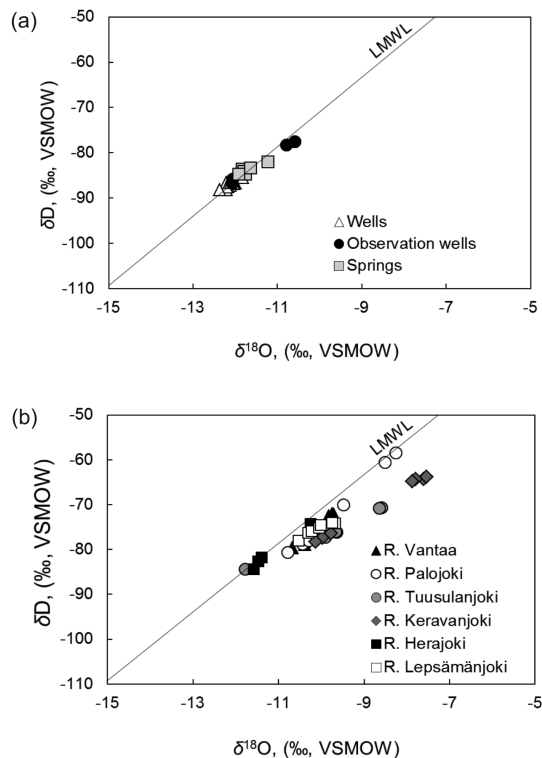 (a)
-50
-60
-70
-80
-90
-100
-110
δD, (‰, VSMOW)
LMWL
Wells
Observation wells
Springs
-15 -13 -11 -9 -7 -5
δ¹⁸O, (‰, VSMOW)
(b)
-50
-60
-70
-80
-90
-100
-110
δD, (‰, VSMOW)
LMWL
R. Vantaa
R. Palojoki
R. Tuusulanjoki
R. Keravanjoki
R. Herajoki
R. Lepsämänjoki
-15 -13 -11 -9 -7 -5
δ¹⁸O, (‰, VSMOW)